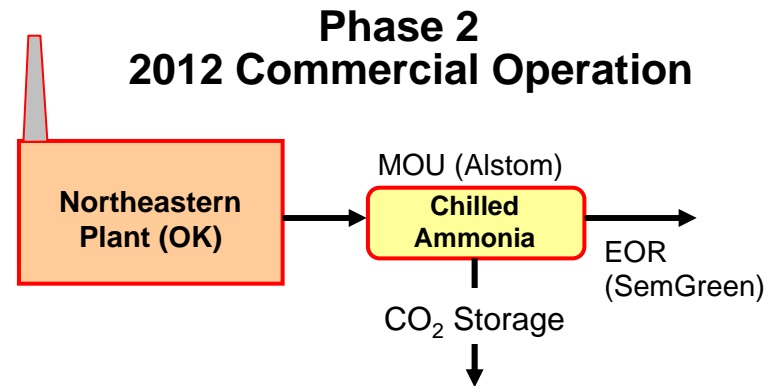 Phase 2
2012 Commercial Operation
Northeastern
Plant (OK)
MOU (Alstom)
Chilled
Ammonia
EOR
(SemGreen)
CO₂ Storage